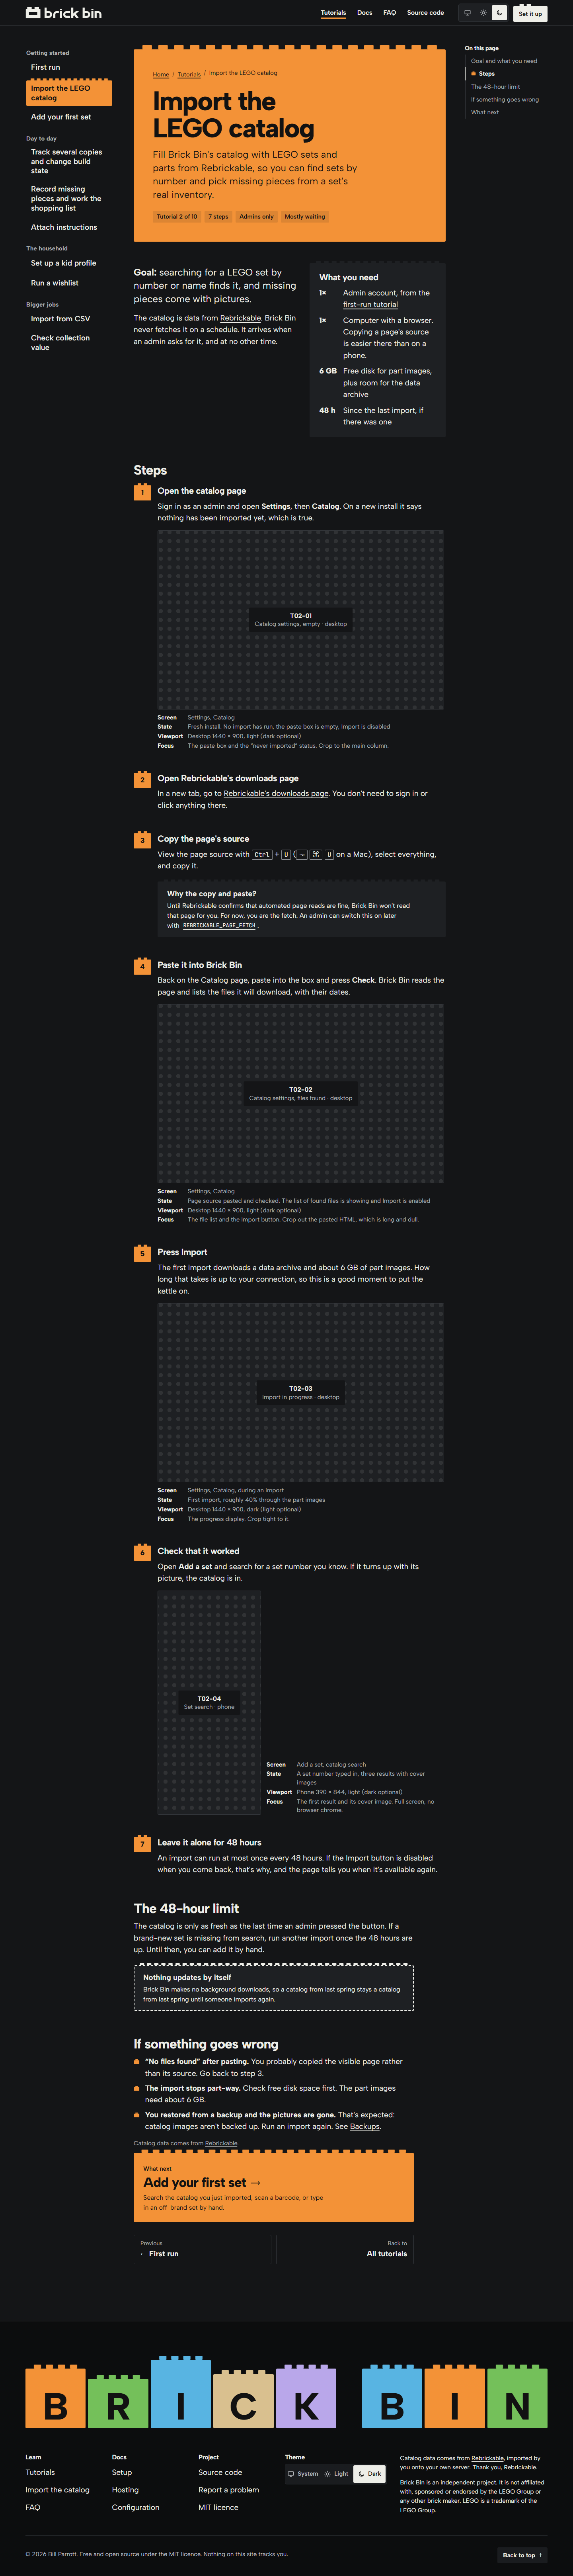 brick bin
Tutorials
Docs
FAQ
Source code
Set it up
Getting started
First run
Import the LEGO
catalog
Add your first set
Day to day
Track several copies
and change build
state
Record missing
pieces and work the
shopping list
Attach instructions
The household
Set up a kid profile
Run a wishlist
Bigger jobs
Import from CSV
Check collection
value
Home / Tutorials / Import the LEGO catalog
Import the
LEGO catalog
Fill Brick Bin's catalog with LEGO sets and
parts from Rebrickable, so you can find sets by
number and pick missing pieces from a set's
real inventory.
Tutorial 2 of 10
7 steps
Admins only
Mostly waiting
On this page
Goal and what you need
Steps
The 48-hour limit
If something goes wrong
What next
Goal: searching for a LEGO set by
number or name finds it, and missing
pieces come with pictures.
The catalog data is from Rebrickable. Brick Bin
never fetches it on a schedule. It arrives when
an admin asks for it, and at no other time.
What you need
1× Admin account, from the
first-run tutorial
1× Computer with a browser.
Copying a page's source
is easier there than on a
phone.
6 GB Free disk for part images,
plus room for the data
archive
48 h Since the last import, if
there was one
Steps
1 Open the catalog page
Sign in as an admin and open Settings, then Catalog. On a new install it says
nothing has been imported yet, which is true.
T02-01
Catalog settings, empty · desktop
Screen Settings, Catalog
State Fresh install. No import has run, the paste box is empty, Import is disabled
Viewport Desktop 1440 × 900, light (dark optional)
Focus The paste box and the "never imported" status. Crop to the main column.
2 Open Rebrickable's downloads page
In a new tab, go to Rebrickable's downloads page. You don't need to sign in or
click anything there.
3 Copy the page's source
View the page source with Ctrl + U (⌥ ⌘ U on a Mac), select everything,
and copy it.
Why the copy and paste?
Until Rebrickable confirms that automated page reads are fine, Brick Bin won't read
that page for you. For now, you are the fetch. An admin can switch this on later
with REBRICKABLE_PAGE_FETCH .
4 Paste it into Brick Bin
Back on the Catalog page, paste into the box and press Check. Brick Bin reads the
page and lists the files it will download, with their dates.
T02-02
Catalog settings, files found · desktop
Screen Settings, Catalog
State Page source pasted and checked. The list of found files is showing and Import is enabled
Viewport Desktop 1440 × 900, light (dark optional)
Focus The file list and the Import button. Crop out the pasted HTML, which is long and dull.
5 Press Import
The first import downloads a data archive and about 6 GB of part images. How
long that takes is up to your connection, so this is a good moment to put the
kettle on.
T02-03
Import in progress · desktop
Screen Settings, Catalog, during an import
State First import, roughly 40% through the part images
Viewport Desktop 1440 × 900, dark (light optional)
Focus The progress display. Crop tight to it.
6 Check that it worked
Open Add a set and search for a set number you know. If it turns up with its
picture, the catalog is in.
T02-04
Set search · phone
Screen Add a set, catalog search
State A set number typed in, three results with cover
images
Viewport Phone 390 × 844, light (dark optional)
Focus The first result and its cover image. Full screen, no
browser chrome.
7 Leave it alone for 48 hours
An import can run at most once every 48 hours. If the Import button is disabled
when you come back, that's why, and the page tells you when it's available again.
The 48-hour limit
The catalog is only as fresh as the last time an admin pressed the button. If a
brand-new set is missing from search, run another import once the 48 hours are
up. Until then, you can add it by hand.
Nothing updates by itself
Brick Bin makes no background downloads, so a catalog from last spring stays a catalog
from last spring until someone imports again.
If something goes wrong
"No files found" after pasting. You probably copied the visible page rather
than its source. Go back to step 3.
The import stops part-way. Check free disk space first. The part images
need about 6 GB.
You restored from a backup and the pictures are gone. That's expected:
catalog images aren't backed up. Run an import again. See Backups.
Catalog data comes from Rebrickable.
What next
Add your first set →
Search the catalog you just imported, scan a barcode, or type
in an off-brand set by hand.
Previous
← First run
Back to
All tutorials
BRICK BIN
Learn
Tutorials
Import the catalog
FAQ
Docs
Setup
Hosting
Configuration
Project
Source code
Report a problem
MIT licence
Theme
System
Light
Dark
Catalog data comes from Rebrickable, imported by
you onto your own server. Thank you, Rebrickable.
Brick Bin is an independent project. It is not affiliated
with, sponsored or endorsed by the LEGO Group or
any other brick maker. LEGO is a trademark of the
LEGO Group.
© 2026 Bill Parrott. Free and open source under the MIT licence. Nothing on this site tracks you.
Back to top ↑